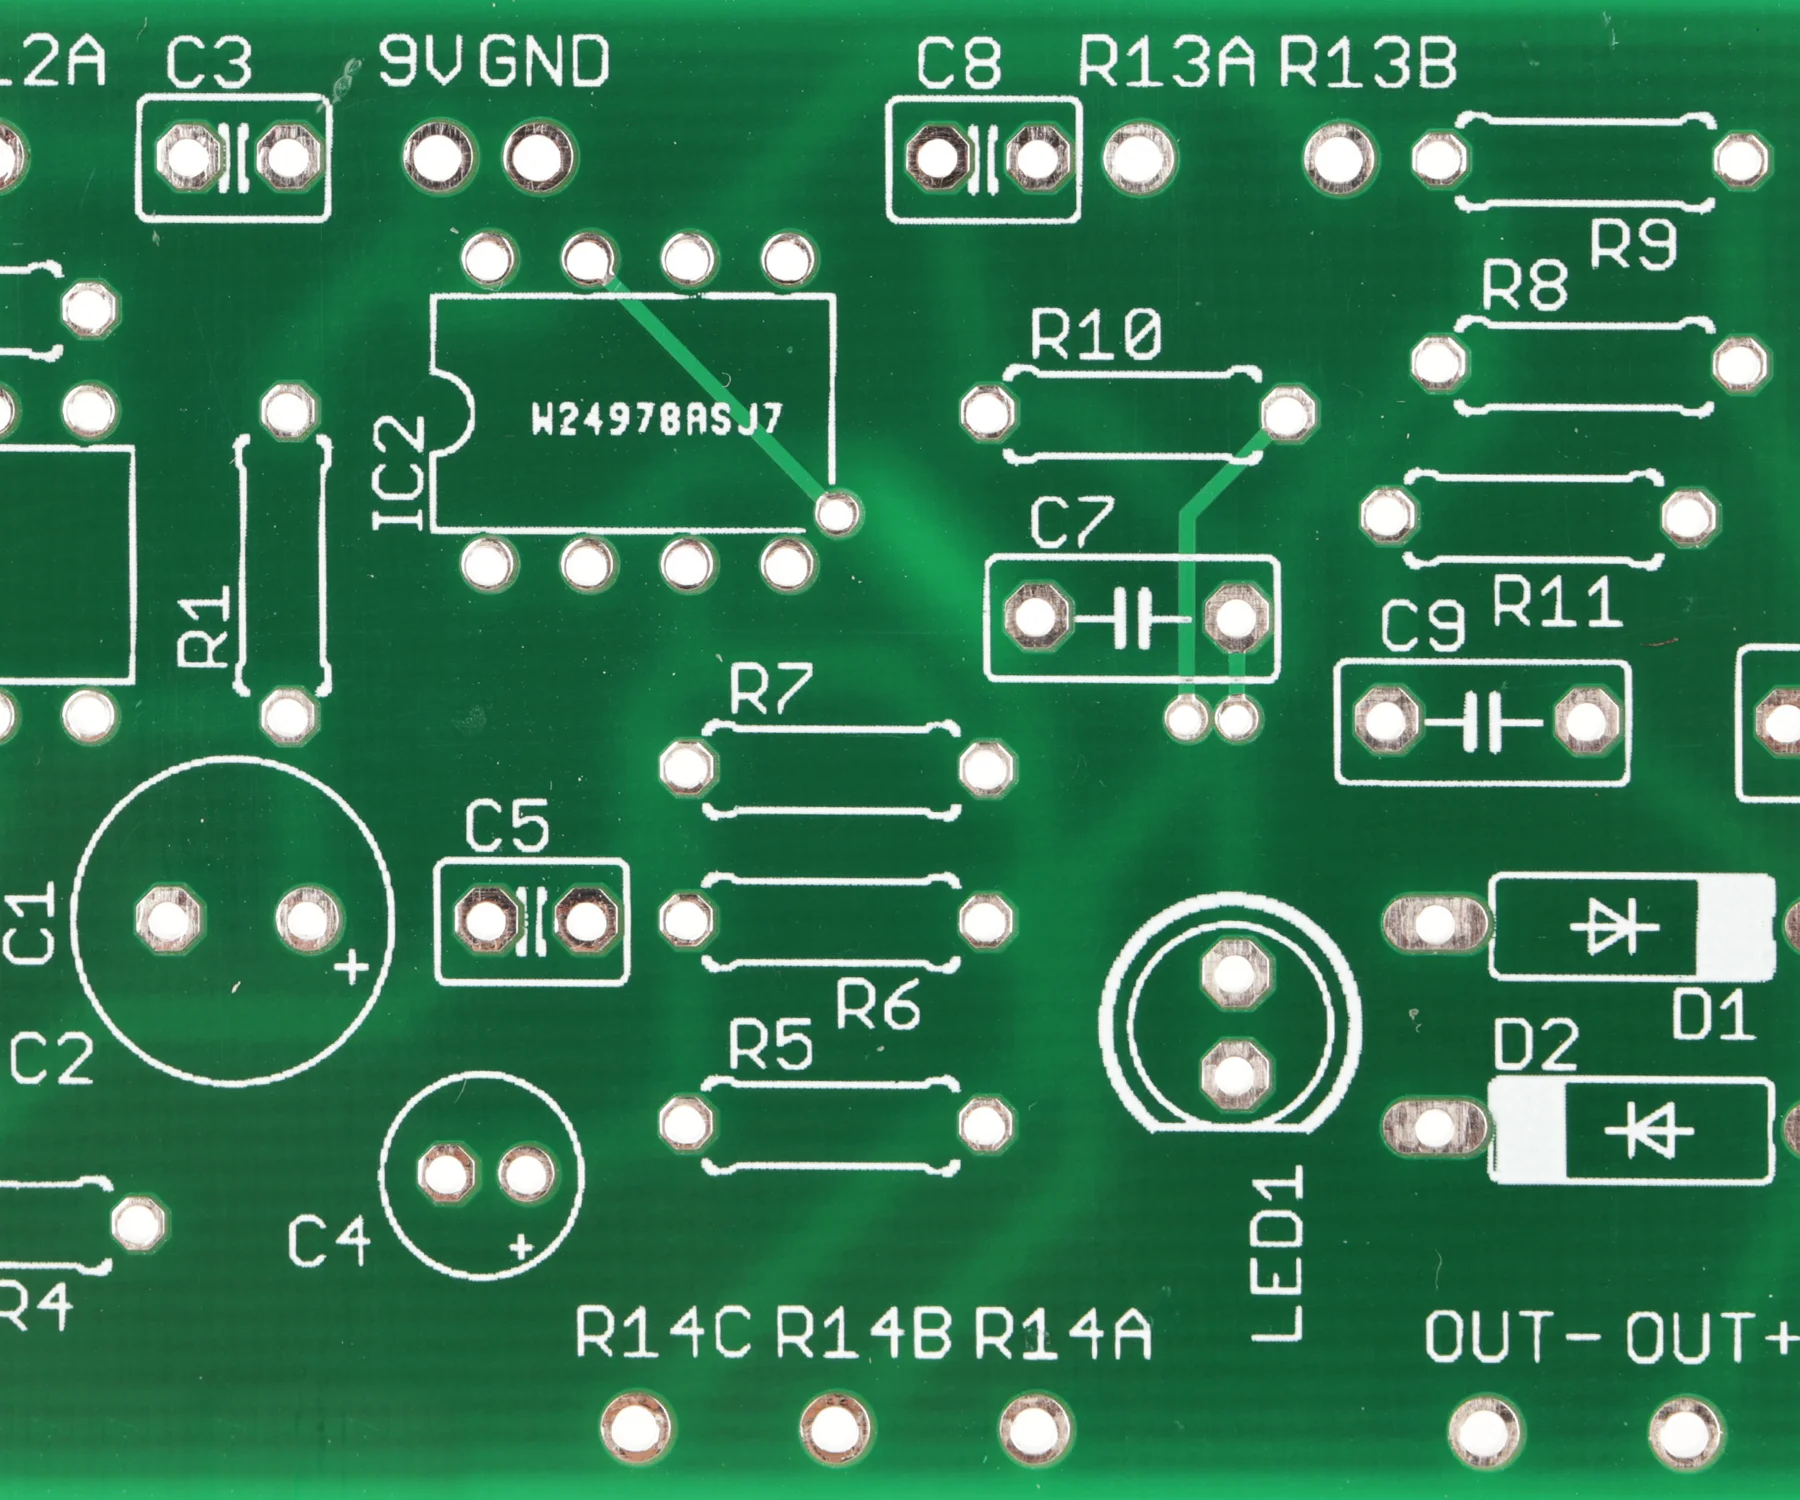 12A
C3
9V GND
C8
R13A
R13B
R9
R8
R10
IC2
W24978ASJ7
C7
R11
C9
R1
R7
C5
C1
R6
R5
C2
D1
D2
C4
R4
LED1
R14C R14B R14A
OUT- OUT+